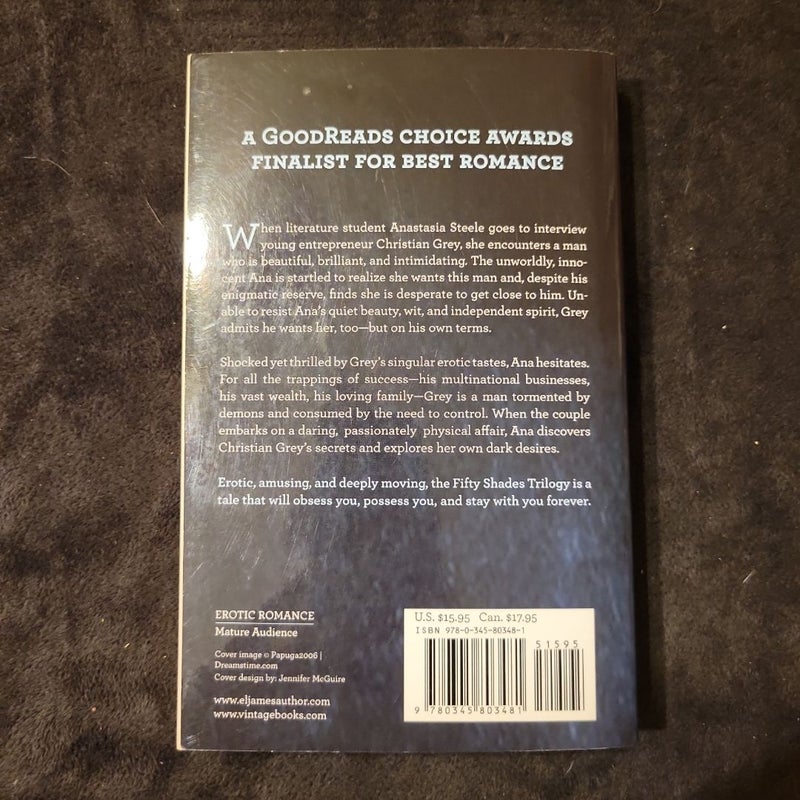 A GOODREADS CHOICE AWARDS
FINALIST FOR BEST ROMANCE
When literature student Anastasia Steele goes to interview
young entrepreneur Christian Grey, she encounters a man
who is beautiful, brilliant, and intimidating. The unworldly, inno-
cent Ana is startled to realize she wants this man and, despite his
enigmatic reserve, finds she is desperate to get close to him. Un-
able to resist Ana's quiet beauty, wit, and independent spirit, Grey
admits he wants her, too—but on his own terms.
Shocked yet thrilled by Grey's singular erotic tastes, Ana hesitates.
For all the trappings of success—his multinational businesses,
his vast wealth, his loving family—Grey is a man tormented by
demons and consumed by the need to control. When the couple
embarks on a daring, passionately physical affair, Ana discovers
Christian Grey's secrets and explores her own dark desires.
Erotic, amusing, and deeply moving, the Fifty Shades Trilogy is a
tale that will obsess you, possess you, and stay with you forever.
EROTIC ROMANCE
Mature Audience
Cover image © Papuga2006 |
Dreamstime.com
Cover design by: Jennifer McGuire
www.eljamesauthor.com
www.vintagebooks.com
U.S. $15.95 Can. $17.95
ISBN 978-0-345-80348-1
51595
9 780345 803481